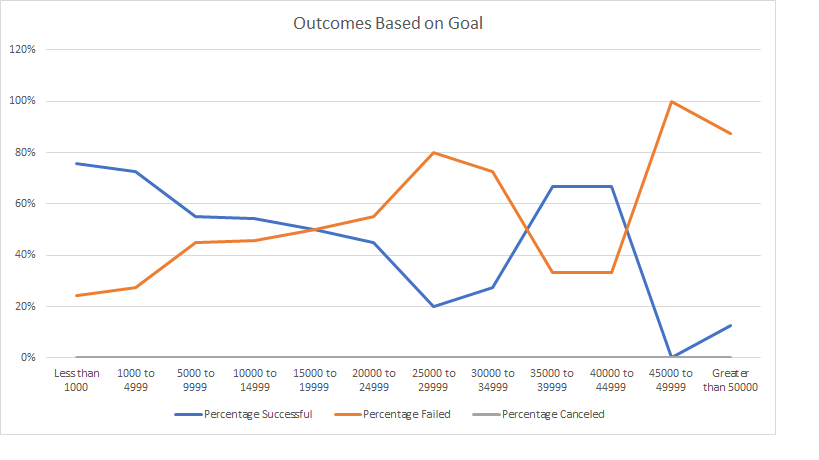 Outcomes Based on Goal
120%
100%
80%
60%
40%
20%
0%
Less than 1000 to 5000 to 10000 to 15000 to 20000 to 25000 to 30000 to 35000 to 40000 to 45000 to Greater
1000 4999 9999 14999 19999 24999 29999 34999 39999 44999 49999 than 50000
Percentage Successful Percentage Failed Percentage Canceled